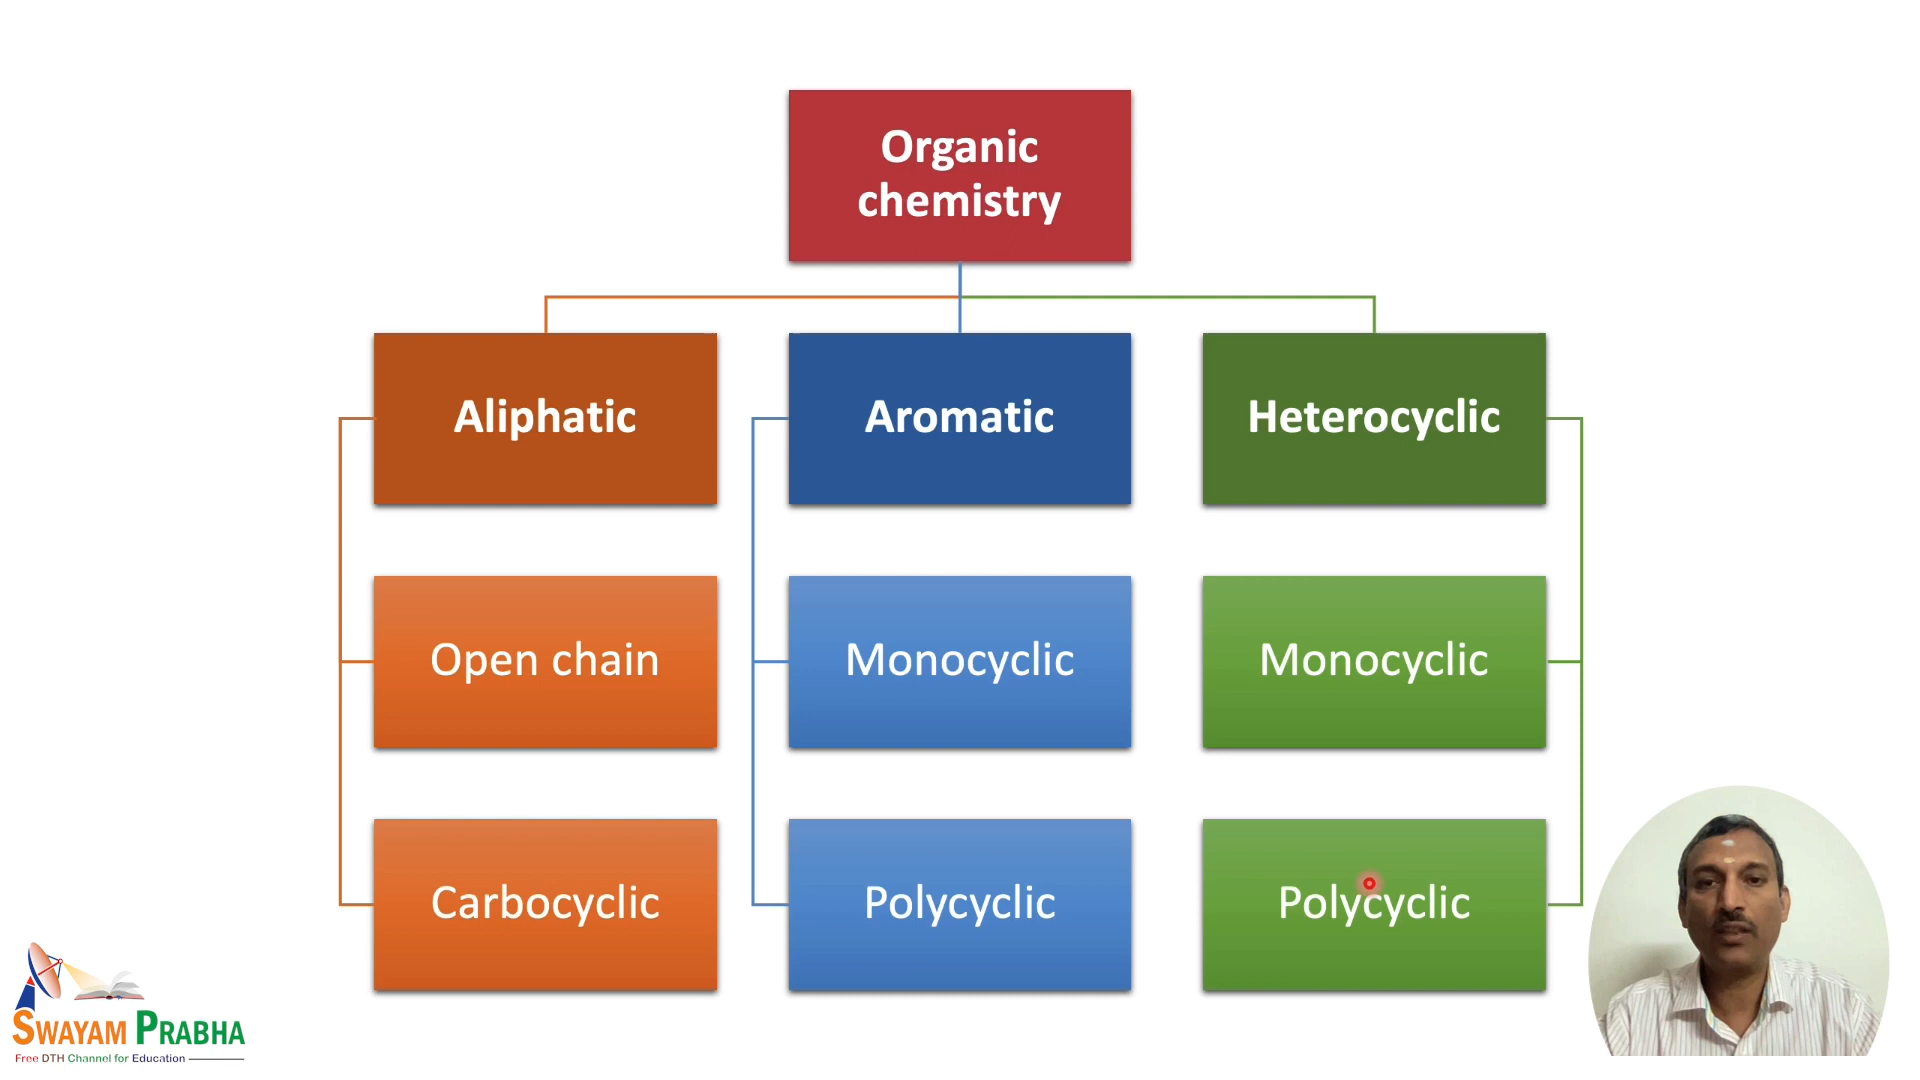 Organic
chemistry
Aliphatic
Aromatic
Heterocyclic
Open chain
Monocyclic
Monocyclic
Carbocyclic
Polycyclic
Polycyclic
SWAYAM PRABHA
Free DTH Channel for Education